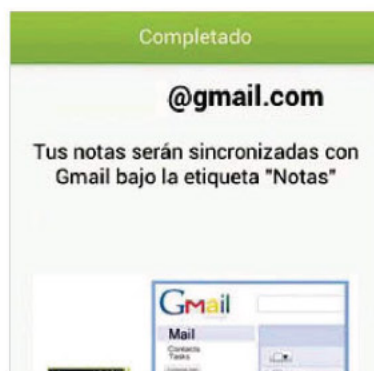 Completado
@gmail.com
Tus notas serán sincronizadas con
Gmail bajo la etiqueta "Notas"
Gmail
Mail
Contacts
Tasks